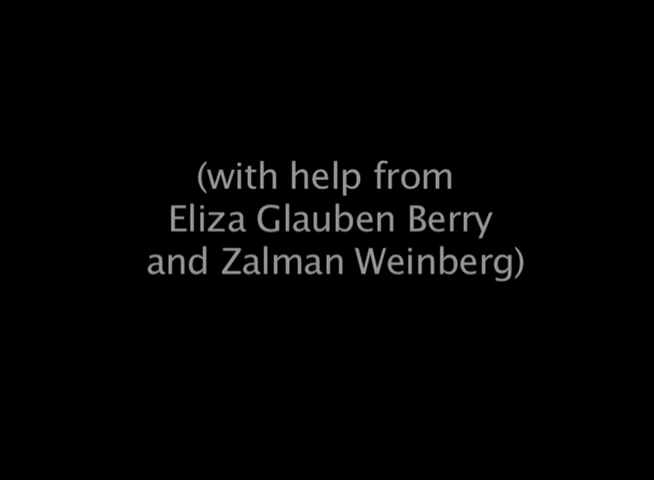 (with help from
Eliza Glauben Berry
and Zalman Weinberg)